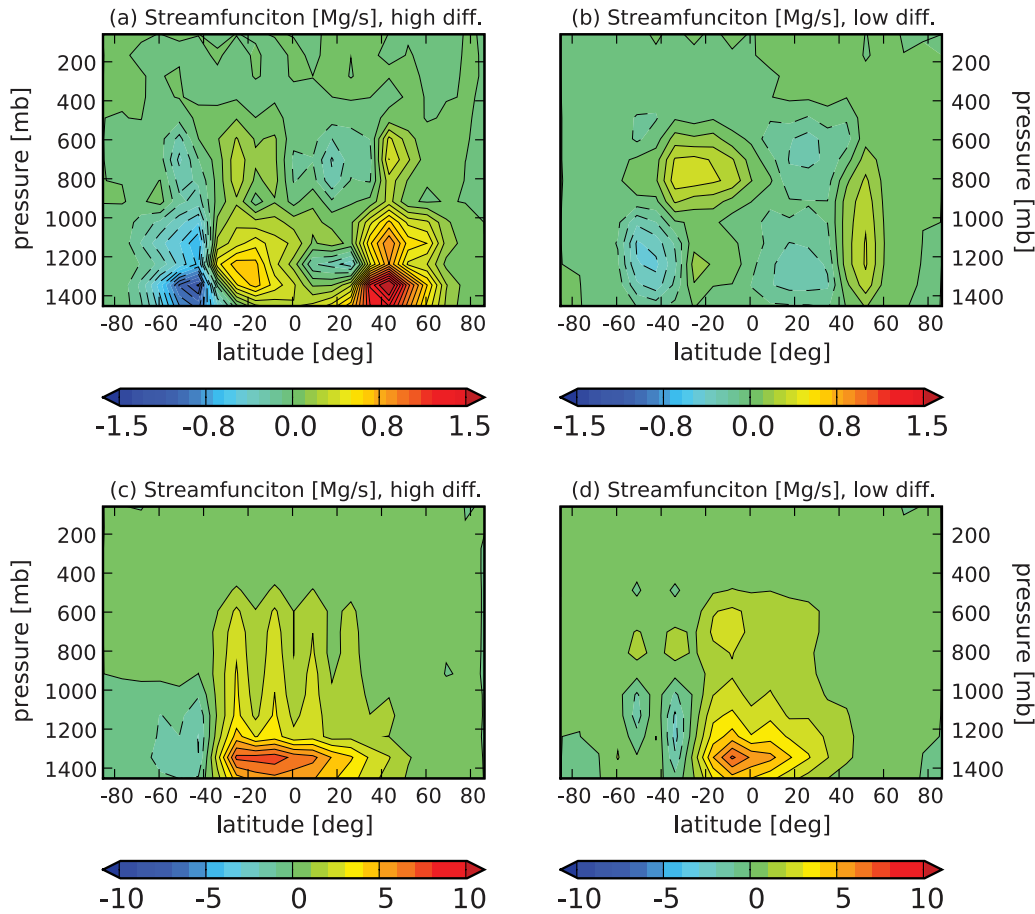 (a) Streamfunciton [Mg/s], high diff.
(b) Streamfunciton [Mg/s], low diff.
pressure [mb]
200
400
600
800
1000
1200
1400
-80 -60 -40 -20 0 20 40 60 80
latitude [deg]
-1.5 -0.8 0.0 0.8 1.5
200
400
600
800
1000
1200
1400
pressure [mb]
-80 -60 -40 -20 0 20 40 60 80
latitude [deg]
-1.5 -0.8 0.0 0.8 1.5
(c) Streamfunciton [Mg/s], high diff.
(d) Streamfunciton [Mg/s], low diff.
pressure [mb]
200
400
600
800
1000
1200
1400
-80 -60 -40 -20 0 20 40 60 80
latitude [deg]
-10 -5 0 5 10
200
400
600
800
1000
1200
1400
pressure [mb]
-80 -60 -40 -20 0 20 40 60 80
latitude [deg]
-10 -5 0 5 10